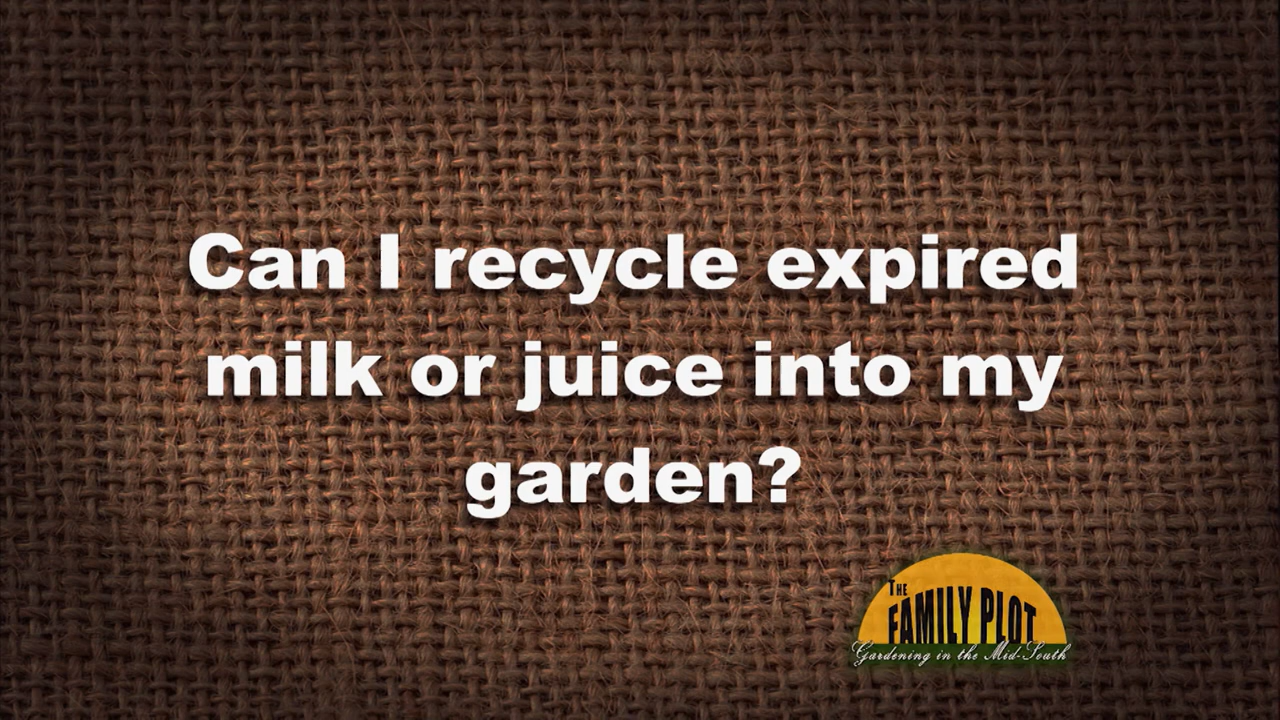 Can I recycle expired
milk or juice into my
garden?
THE
FAMILY PLOT
Gardening in the Mid-South